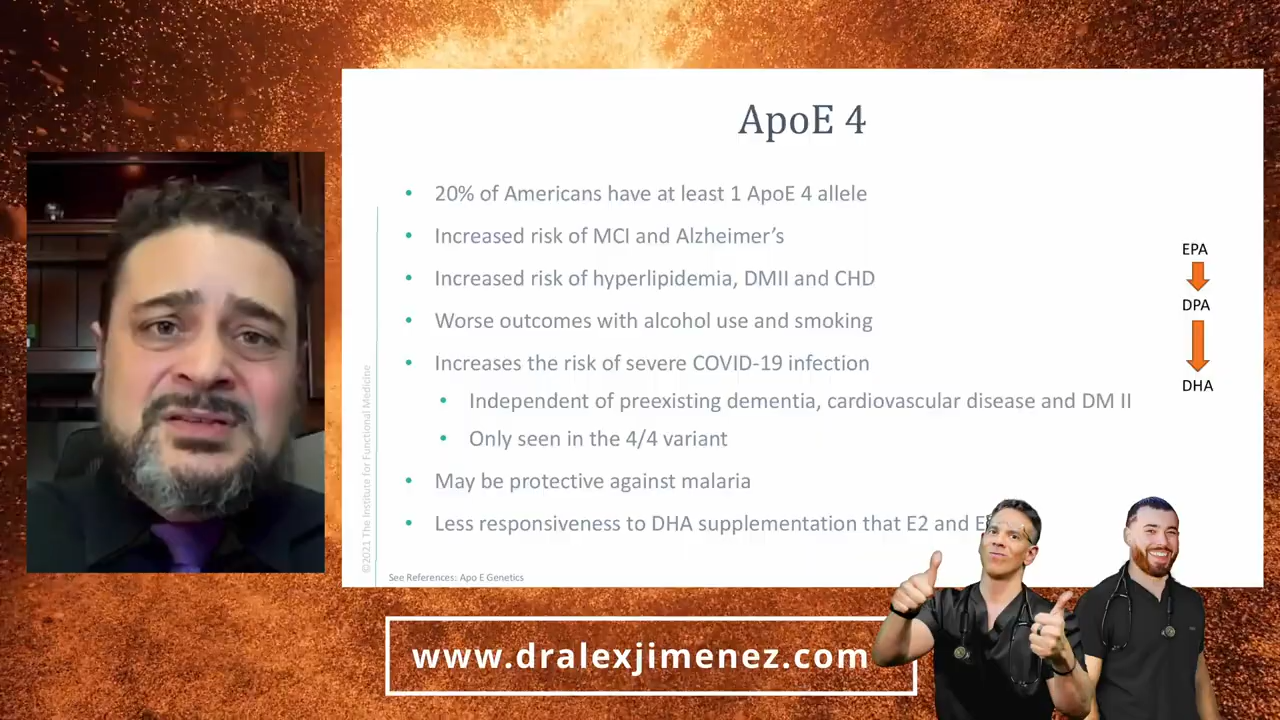 ApoE 4
• 20% of Americans have at least 1 ApoE 4 allele
• Increased risk of MCI and Alzheimer’s
• Increased risk of hyperlipidemia, DMII and CHD
• Worse outcomes with alcohol use and smoking
• Increases the risk of severe COVID-19 infection
• Independent of preexisting dementia, cardiovascular disease and DM II
• Only seen in the 4/4 variant
• May be protective against malaria
• Less responsiveness to DHA supplementation that E2 and
EPA
DPA
DHA
©2021 The Institute for Functional Medicine
See References: Apo E Genetics
www.dralexjimenez.com